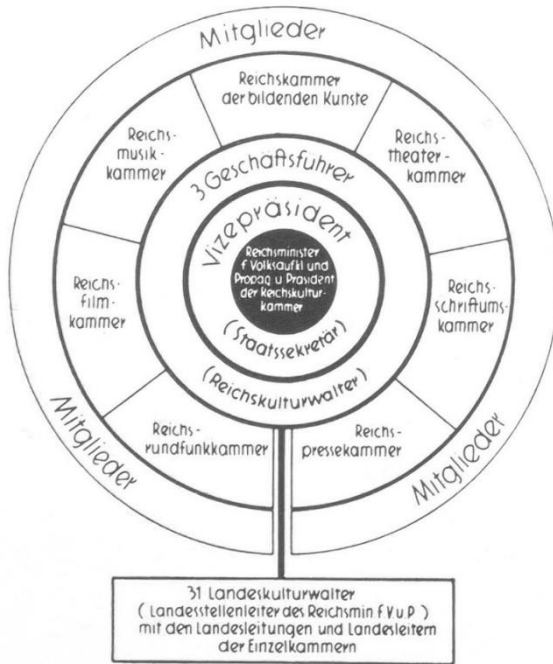 Mitglieder
Reichskammer
der bildenden Kunste
Reichs-
musik-
kammer
Reichs-
theater-
kammer
3 Geschäftsführer
Vizepräsident
Reichsminister
f Volksaufkl und
Propag u Präsident
der Reichskultur-
kammer
(Staatssekretär)
(Reichskulturwalter)
Reichs-
film-
kammer
Reichs-
schriftums-
kammer
Reichs-
rundfunkkammer
Reichs-
pressekammer
Mitglieder
Mitglieder
31 Landeskulturwalter
( Landesstellenleiter des Reichsmin f.V.u.P )
mit den Landesleitungen und Landesleitern
der Einzelkammern